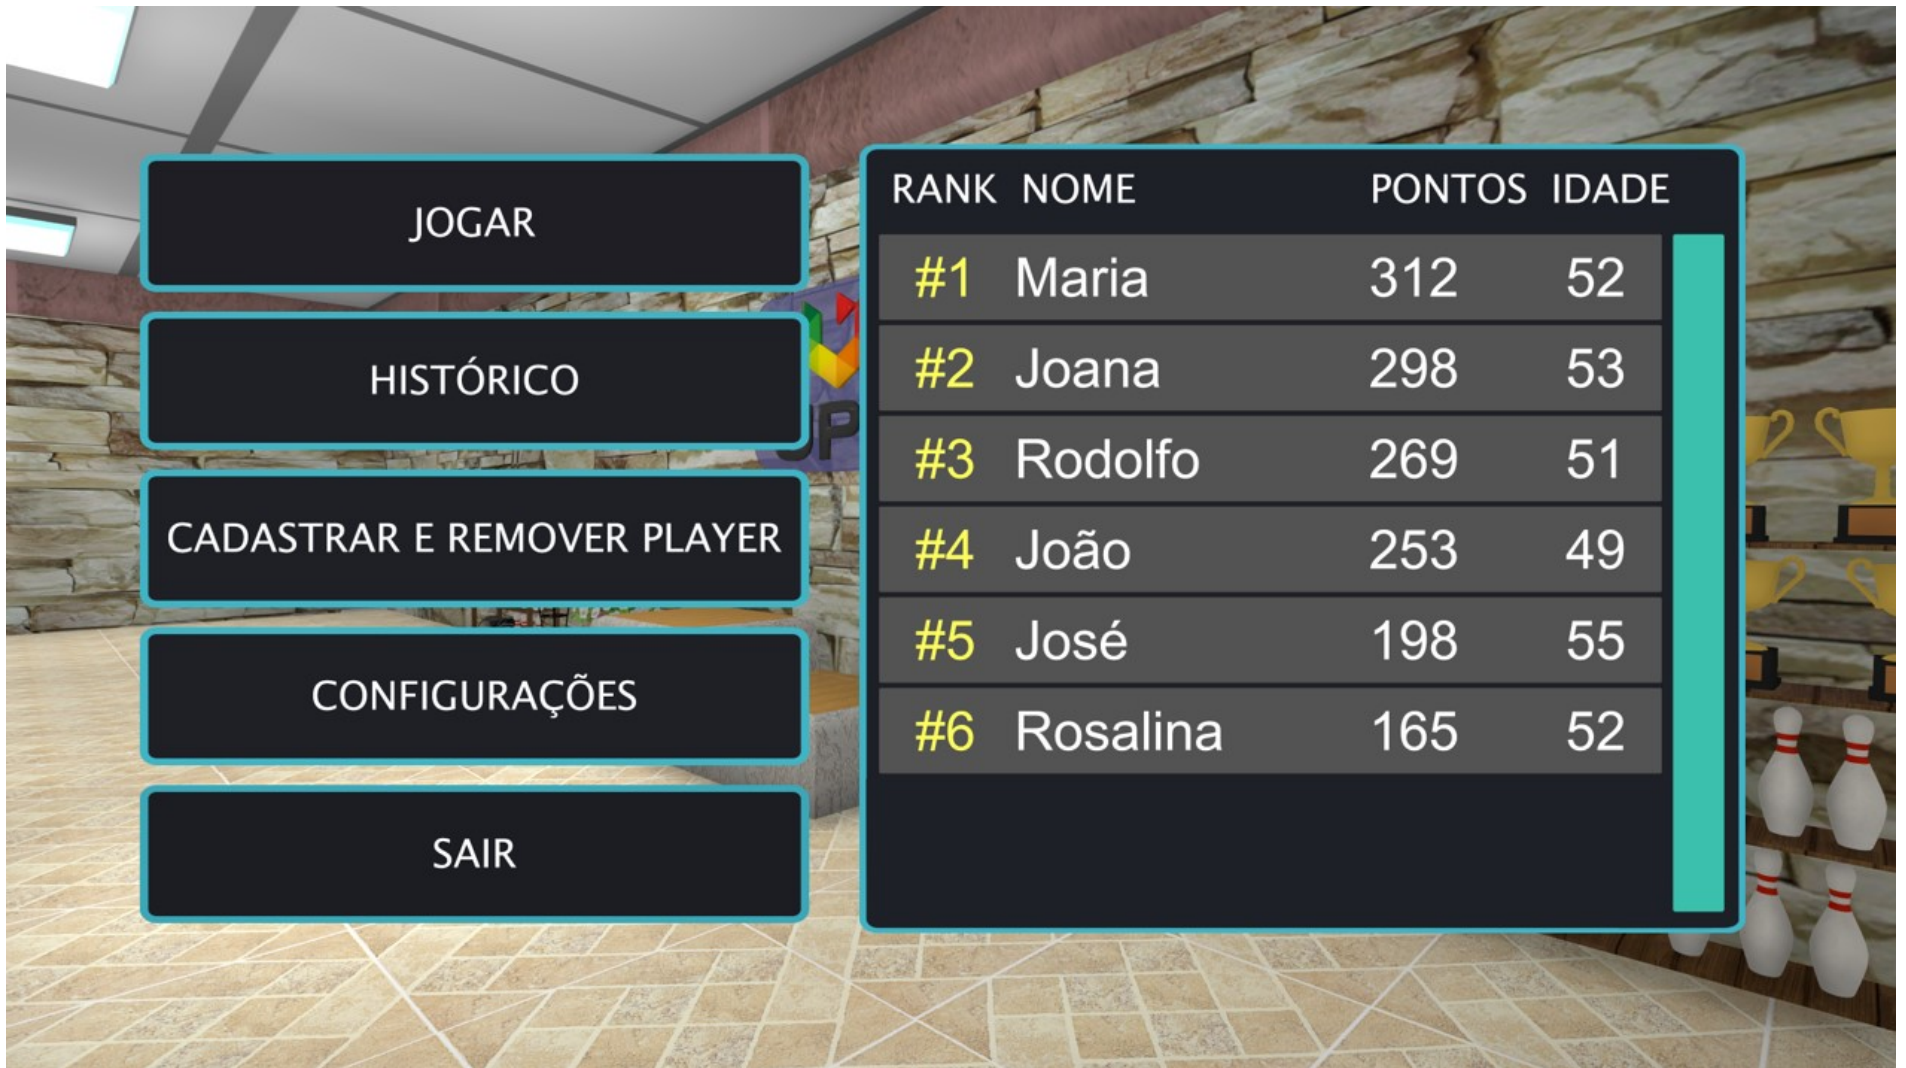 JOGAR
HISTÓRICO
CADASTRAR E REMOVER PLAYER
CONFIGURAÇÕES
SAIR
RANK NOME PONTOS IDADE
#1 Maria 312 52
#2 Joana 298 53
#3 Rodolfo 269 51
#4 João 253 49
#5 José 198 55
#6 Rosalina 165 52